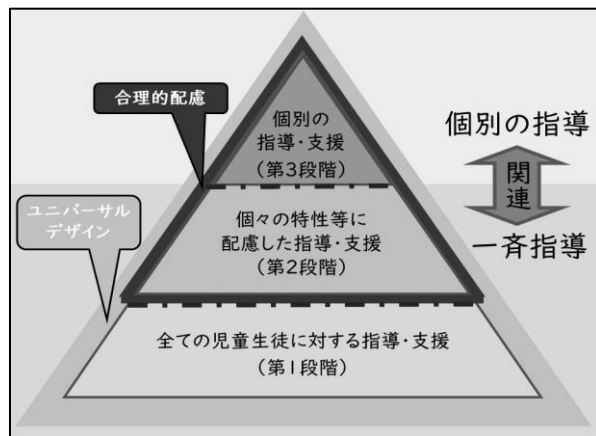 合理的配慮
個別の
指導・支援
(第3段階)
個別の指導
関連
一斉指導
ユニバーサル
デザイン
個々の特性等に
配慮した指導・支援
(第2段階)
全ての児童生徒に対する指導・支援
(第1段階)